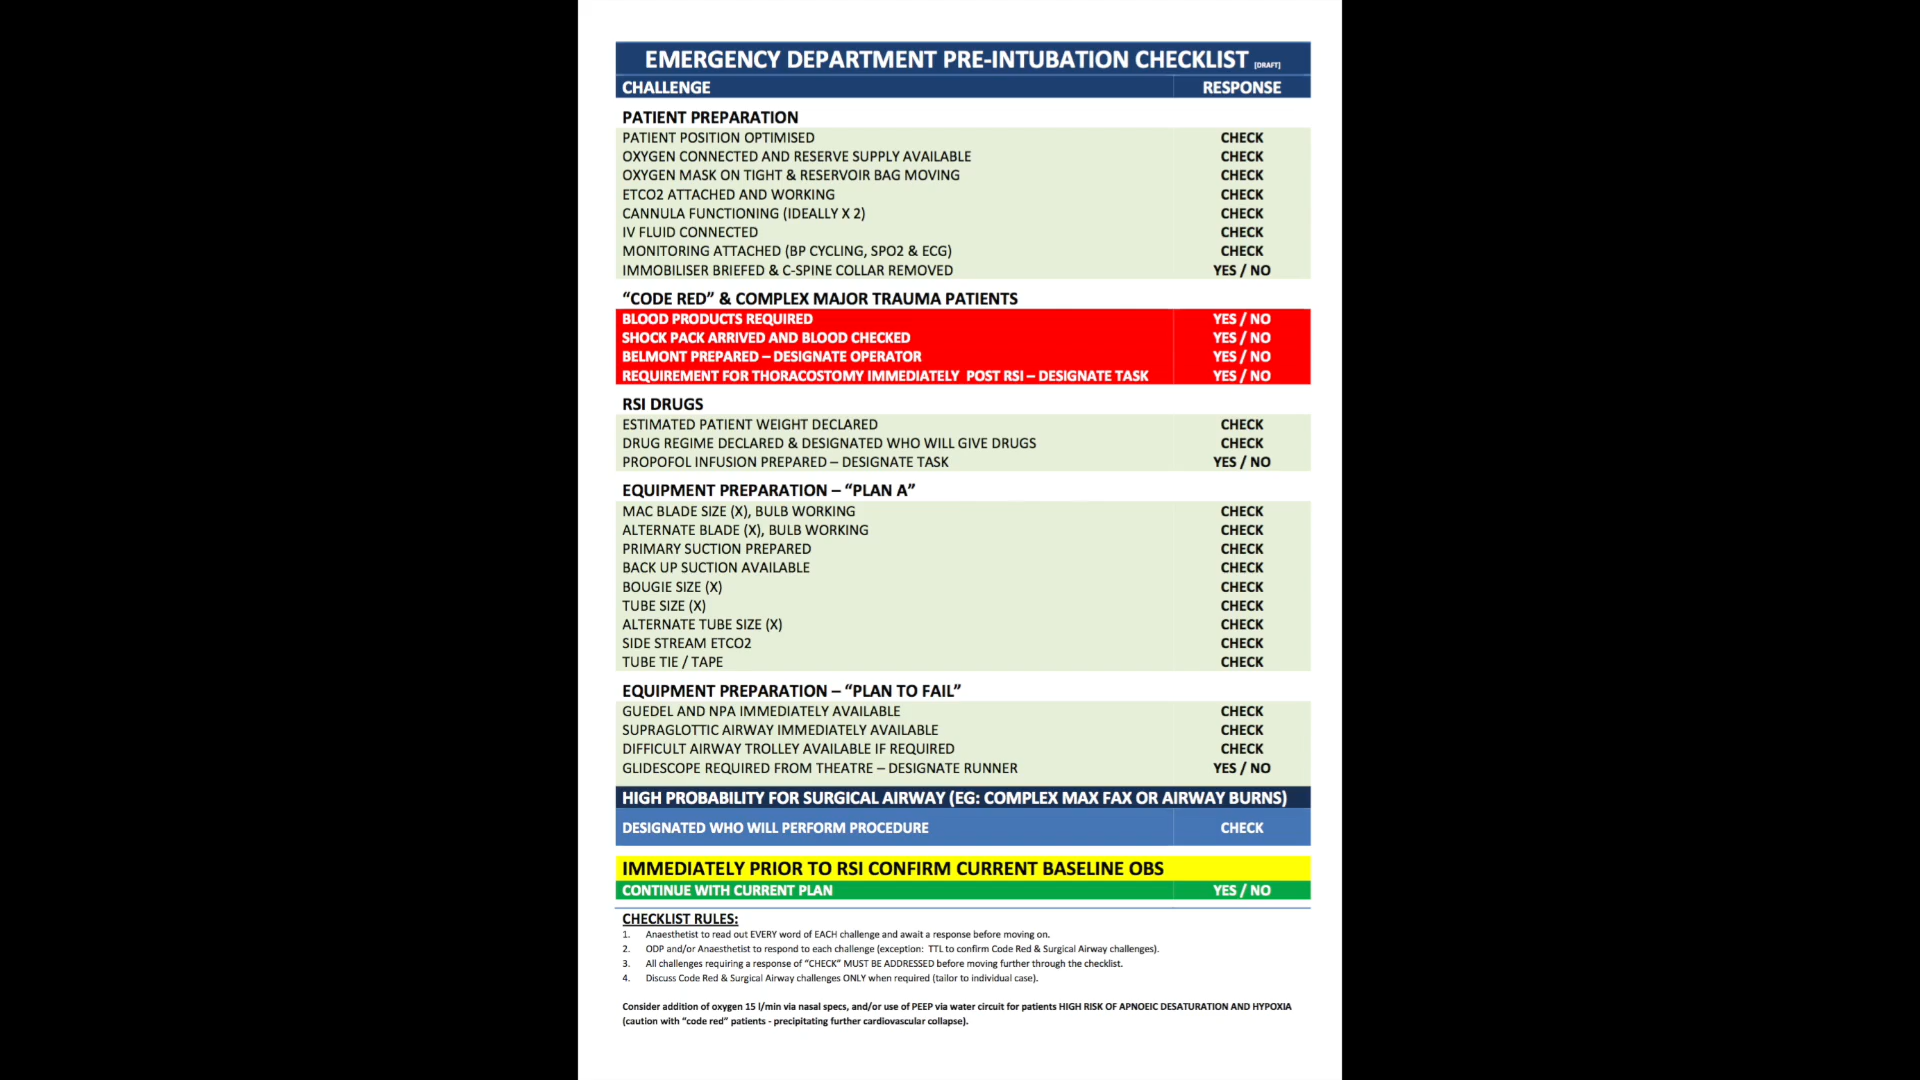 EMERGENCY DEPARTMENT PRE-INTUBATION CHECKLIST [DRAFT]
CHALLENGE RESPONSE
PATIENT PREPARATION
PATIENT POSITION OPTIMISED CHECK
OXYGEN CONNECTED AND RESERVE SUPPLY AVAILABLE CHECK
OXYGEN MASK ON TIGHT & RESERVOIR BAG MOVING CHECK
ETCO2 ATTACHED AND WORKING CHECK
CANNULA FUNCTIONING (IDEALLY X 2) CHECK
IV FLUID CONNECTED CHECK
MONITORING ATTACHED (BP CYCLING, SPO2 & ECG) CHECK
IMMOBILISER BRIEFED & C-SPINE COLLAR REMOVED YES / NO
“CODE RED” & COMPLEX MAJOR TRAUMA PATIENTS
BLOOD PRODUCTS REQUIRED YES / NO
SHOCK PACK ARRIVED AND BLOOD CHECKED YES / NO
BELMONT PREPARED – DESIGNATE OPERATOR YES / NO
REQUIREMENT FOR THORACOSTOMY IMMEDIATELY POST RSI – DESIGNATE TASK YES / NO
RSI DRUGS
ESTIMATED PATIENT WEIGHT DECLARED CHECK
DRUG REGIME DECLARED & DESIGNATED WHO WILL GIVE DRUGS CHECK
PROPOFOL INFUSION PREPARED – DESIGNATE TASK YES / NO
EQUIPMENT PREPARATION – “PLAN A”
MAC BLADE SIZE (X), BULB WORKING CHECK
ALTERNATE BLADE (X), BULB WORKING CHECK
PRIMARY SUCTION PREPARED CHECK
BACK UP SUCTION AVAILABLE CHECK
BOUGIE SIZE (X) CHECK
TUBE SIZE (X) CHECK
ALTERNATE TUBE SIZE (X) CHECK
SIDE STREAM ETCO2 CHECK
TUBE TIE / TAPE CHECK
EQUIPMENT PREPARATION – “PLAN TO FAIL”
GUEDEL AND NPA IMMEDIATELY AVAILABLE CHECK
SUPRAGLOTTIC AIRWAY IMMEDIATELY AVAILABLE CHECK
DIFFICULT AIRWAY TROLLEY AVAILABLE IF REQUIRED CHECK
GLIDESCOPE REQUIRED FROM THEATRE – DESIGNATE RUNNER YES / NO
HIGH PROBABILITY FOR SURGICAL AIRWAY (EG: COMPLEX MAX FAX OR AIRWAY BURNS)
DESIGNATED WHO WILL PERFORM PROCEDURE CHECK
IMMEDIATELY PRIOR TO RSI CONFIRM CURRENT BASELINE OBS
CONTINUE WITH CURRENT PLAN YES / NO
CHECKLIST RULES:
1. Anaesthetist to read out EVERY word of EACH challenge and await a response before moving on.
2. ODP and/or Anaesthetist to respond to each challenge (exception: TTL to confirm Code Red & Surgical Airway challenges).
3. All challenges requiring a response of “CHECK” MUST BE ADDRESSED before moving further through the checklist.
4. Discuss Code Red & Surgical Airway challenges ONLY when required (tailor to individual case).
Consider addition of oxygen 15 l/min via nasal specs, and/or use of PEEP via water circuit for patients HIGH RISK OF APNOEIC DESATURATION AND HYPOXIA
(caution with “code red” patients - precipitating further cardiovascular collapse).